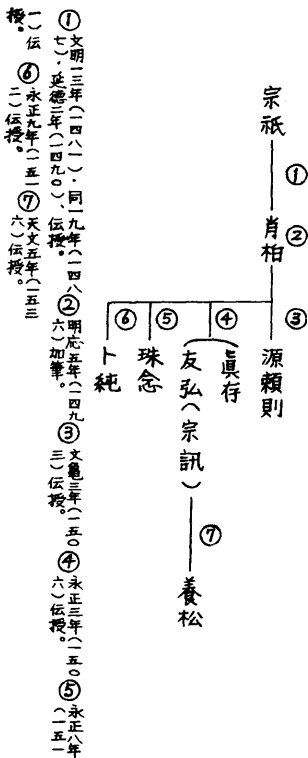 宗祇
①
②
肖柏
③
源頼則
④
眞存
友弘(宗訊)
⑤
珠念
⑥
卜純
⑦
養松
①文明一三年(一四八一)・同一九年(一四八
七)・延徳二年(一四九〇)、伝授。
②明応五年(一四九
六)加筆。
③文亀三年(一五〇
三)伝授。
④永正三年(一五〇
六)伝授。
⑤永正八年
(一五一
一)伝
授。
⑥永正九年(一五一
二)伝授。
⑦天文五年(一五三
六)伝授。